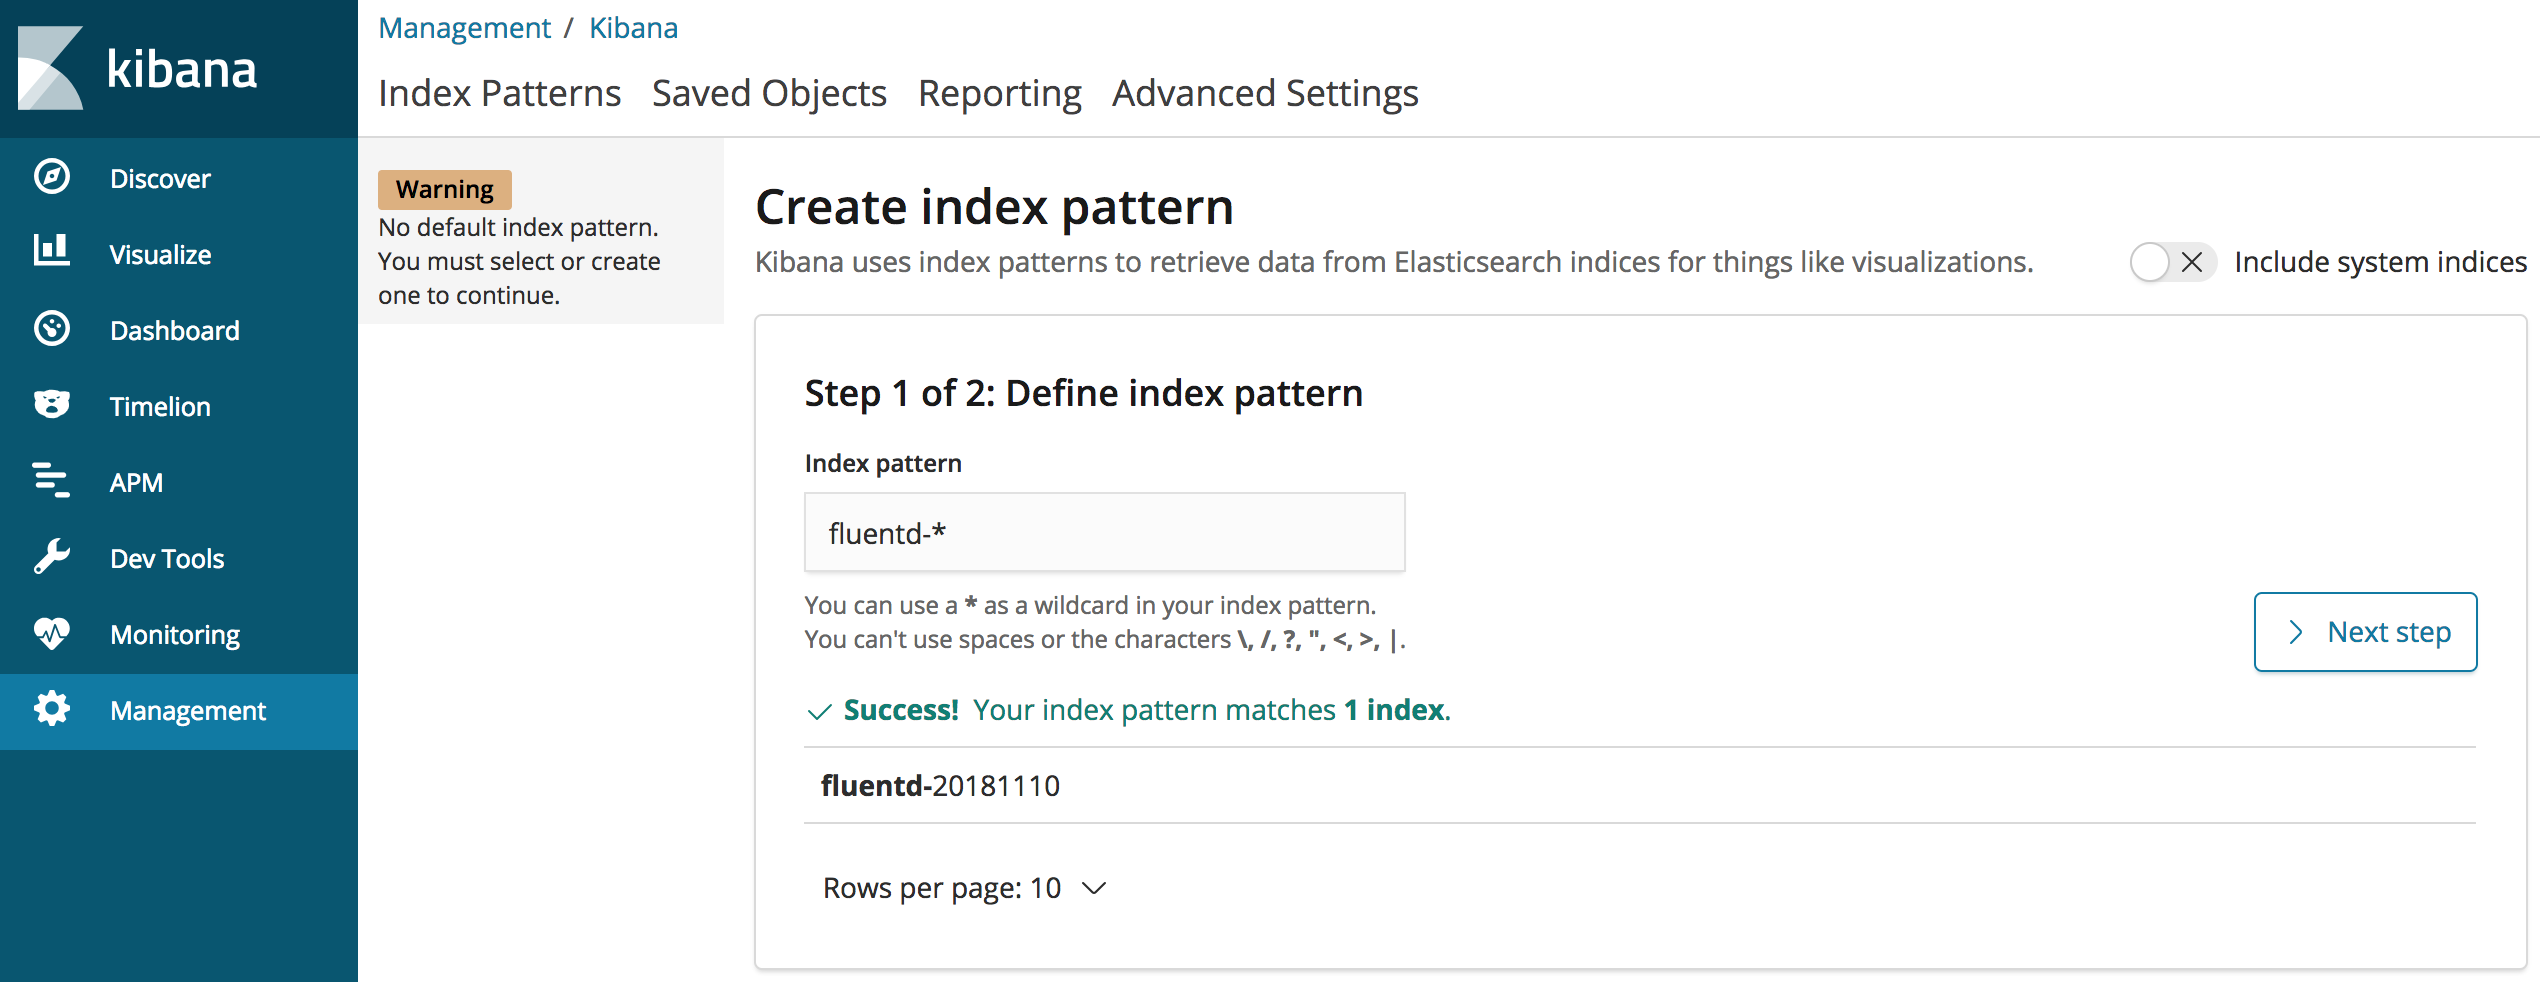 kibana
Discover
Visualize
Dashboard
Timelion
APM
Dev Tools
Monitoring
Management
Management / Kibana
Index Patterns Saved Objects Reporting Advanced Settings
Warning
No default index pattern.
You must select or create
one to continue.
Create index pattern
Kibana uses index patterns to retrieve data from Elasticsearch indices for things like visualizations.
Include system indices
Step 1 of 2: Define index pattern
Index pattern
fluentd-*
You can use a * as a wildcard in your index pattern.
You can't use spaces or the characters \, /, ?, ", <, >, |.
Next step
Success! Your index pattern matches 1 index.
fluentd-20181110
Rows per page: 10